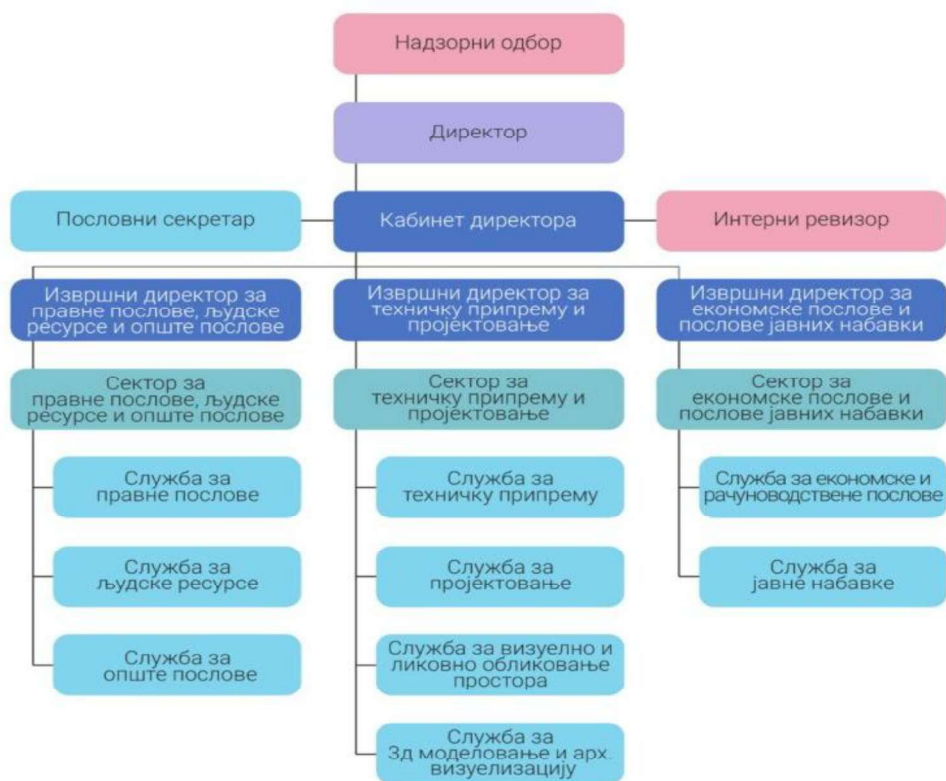 Надзорни одбор
Директор
Пословни секретар
Кабинет директора
Интерни ревизор
Извршни директор за
правне послове, људске
ресурсе и опште послове
Извршни директор за
техничку припрему и
пројектовање
Извршни директор за
економске послове и
послове јавних набавки
Сектор за
правне послове, људске
ресурсе и опште послове
Сектор за
техничку припрему и
пројектовање
Сектор за
економске послове и
послове јавних набавки
Служба за
правне послове
Служба за
техничку припрему
Служба за економске и
рачуноводствене послове
Служба за
људске ресурсе
Служба за
пројектовање
Служба за
јавне набавке
Служба за
опште послове
Служба за визуелно и
ликовно обликовање
простора
Служба за
3д моделовање и арх.
визуелизацију